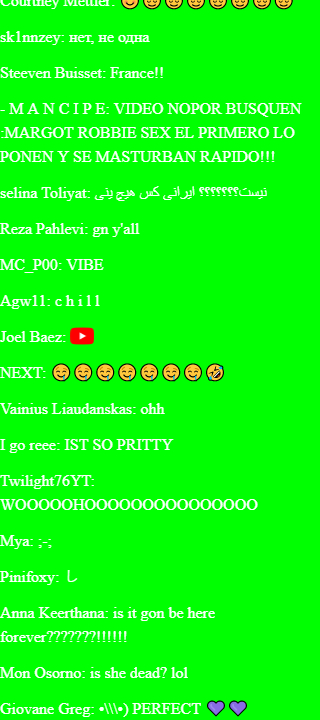 Courtney Mettler: 😊😊😊😊😊😊😊😊
sk1nnzey: нет, не одна
Steeven Buisset: France!!
- M A N C I P E: VIDEO NOPOR BUSQUEN
:MARGOT ROBBIE SEX EL PRIMERO LO
PONEN Y SE MASTURBAN RAPIDO!!!
selina Toliyat: ایرانی کس هیچ ینی ؟؟؟؟؟؟؟نیست
Reza Pahlevi: gn y'all
MC_P00: VIBE
Agw11: c h i l l
Joel Baez:
NEXT: 😊😊😊😊😊😊😊🤣
Vainius Liaudanskas: ohh
I go reee: IST SO PRITTY
Twilight76YT:
WOOOOOHOOOOOOOOOOOOOOO
Mya: ;-;
Pinifoxy: し
Anna Keerthana: is it gon be here
forever???????!!!!!!
Mon Osorno: is she dead? lol
Giovane Greg: •\\\•) PERFECT 💜💜